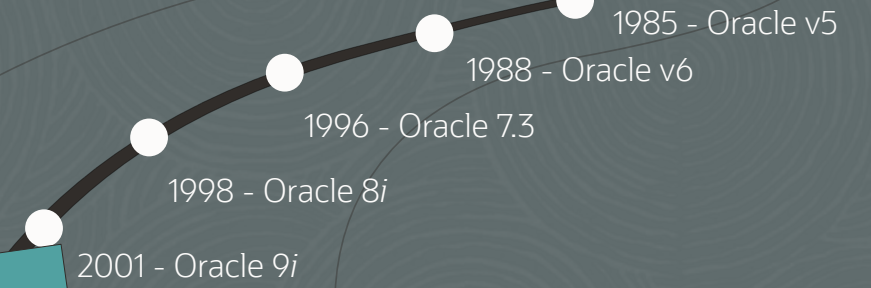 1985 - Oracle v5
1988 - Oracle v6
1996 - Oracle 7.3
1998 - Oracle 8i
2001 - Oracle 9i